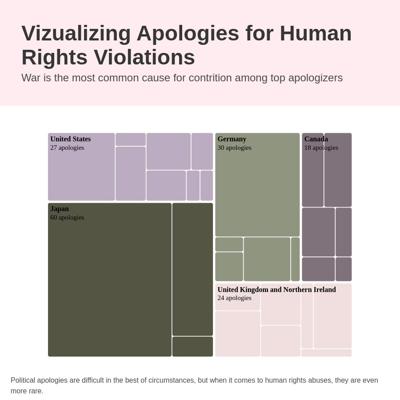 Vizualizing Apologies for Human
Rights Violations
War is the most common cause for contrition among top apologizers
United States
27 apologies
Germany
30 apologies
Canada
18 apologies
Japan
60 apologies
United Kingdom and Northern Ireland
24 apologies
Political apologies are difficult in the best of circumstances, but when it comes to human rights abuses, they are even
more rare.